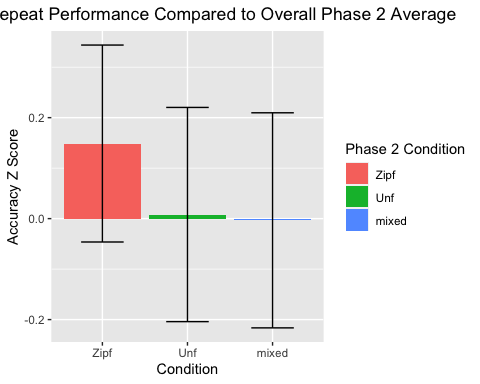 epeat Performance Compared to Overall Phase 2 Average
Accuracy Z Score
0.2
0.0
-0.2
Zipf
Unf
mixed
Condition
Phase 2 Condition
Zipf
Unf
mixed